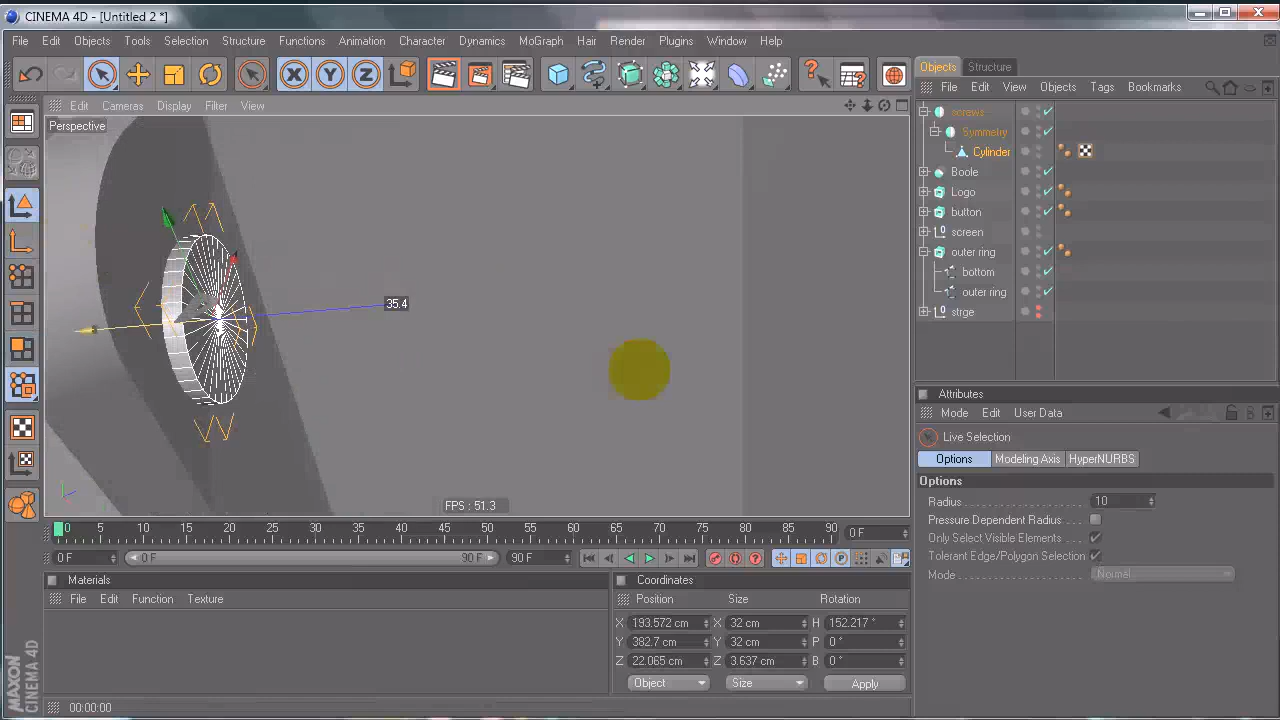 CINEMA 4D - [Untitled 2 *]
File Edit Objects Tools Selection Structure Functions Animation Character Dynamics MoGraph Hair Render Plugins Window Help
X Y Z
Objects Structure
File Edit View Objects Tags Bookmarks
Edit Cameras Display Filter View
Perspective
screws
Symmetry
Cylinder
Boole
Logo
button
screen
outer ring
bottom
outer ring
strge
35.4
FPS : 51.3
Attributes
Mode Edit User Data
Live Selection
Options Modeling Axis HyperNURBS
Options
Radius 10
Pressure Dependent Radius
Only Select Visible Elements
Tolerant Edge/Polygon Selection
Mode Normal
0 5 10 15 20 25 30 35 40 45 50 55 60 65 70 75 80 85 90 0 F
0 F 0 F 90 F 90 F
Materials
File Edit Function Texture
Coordinates
Position Size Rotation
X 193.572 cm X 32 cm H 152.217 °
Y 382.7 cm Y 32 cm P 0 °
Z 22.065 cm Z 3.637 cm B 0 °
Object Size Apply
MAXON
CINEMA 4D
00:00:00